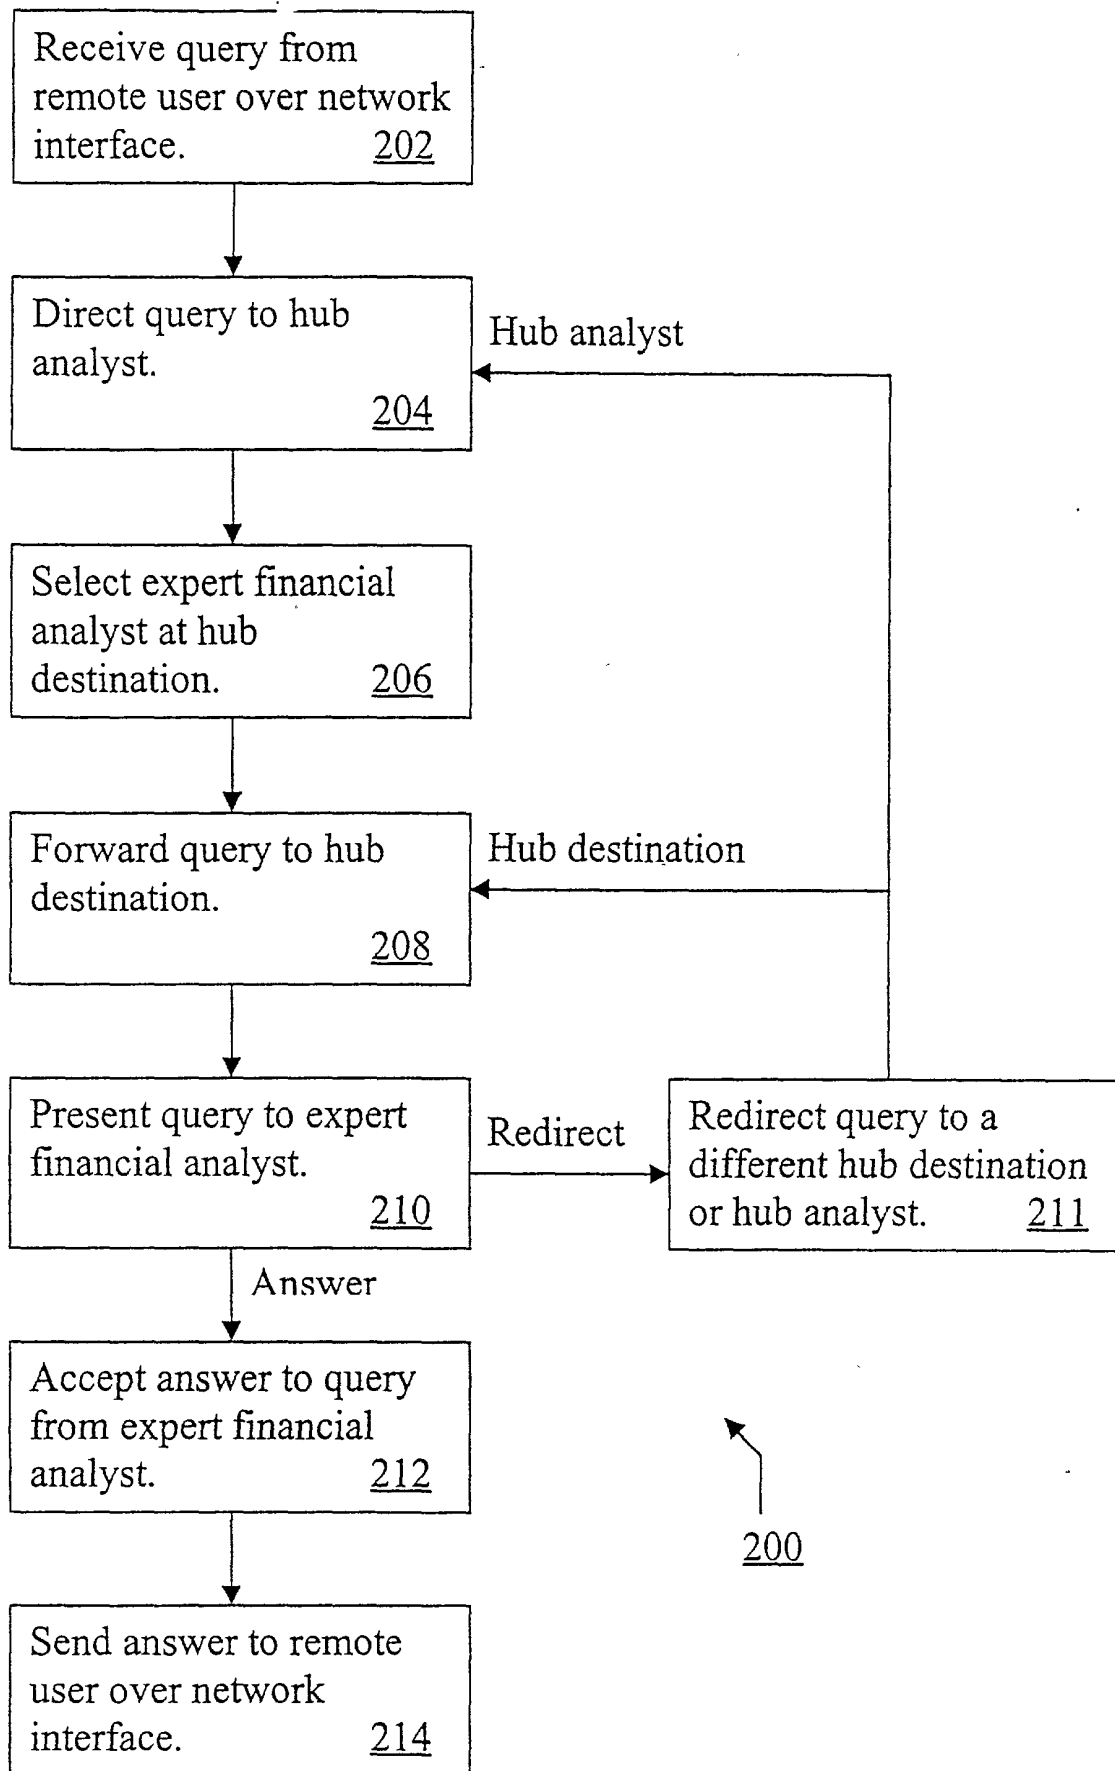 Receive query from
remote user over network
interface. 202
Direct query to hub
analyst.
204
Hub analyst
Select expert financial
analyst at hub
destination. 206
Forward query to hub
destination.
208
Hub destination
Present query to expert
financial analyst.
210
Redirect
Redirect query to a
different hub destination
or hub analyst. 211
Answer
Accept answer to query
from expert financial
analyst. 212
200
Send answer to remote
user over network
interface. 214